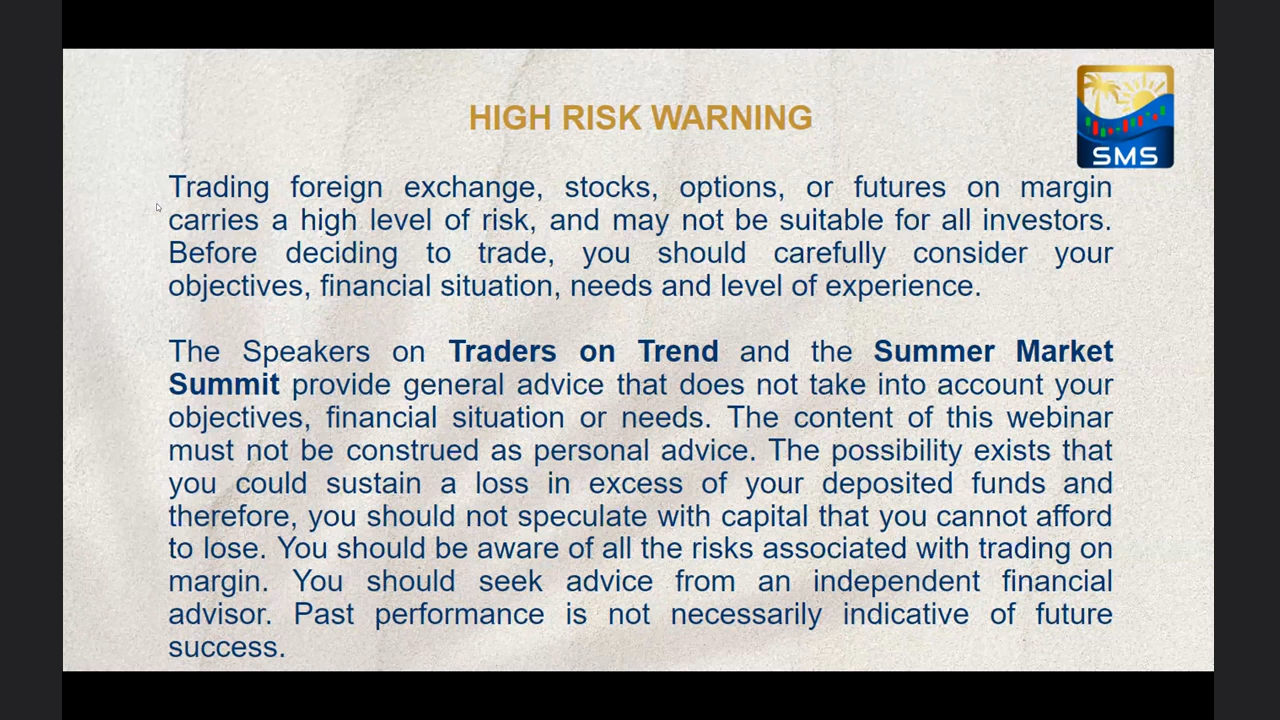 HIGH RISK WARNING
SMS
Trading foreign exchange, stocks, options, or futures on margin
carries a high level of risk, and may not be suitable for all investors.
Before deciding to trade, you should carefully consider your
objectives, financial situation, needs and level of experience.
The Speakers on Traders on Trend and the Summer Market
Summit provide general advice that does not take into account your
objectives, financial situation or needs. The content of this webinar
must not be construed as personal advice. The possibility exists that
you could sustain a loss in excess of your deposited funds and
therefore, you should not speculate with capital that you cannot afford
to lose. You should be aware of all the risks associated with trading on
margin. You should seek advice from an independent financial
advisor. Past performance is not necessarily indicative of future
success.